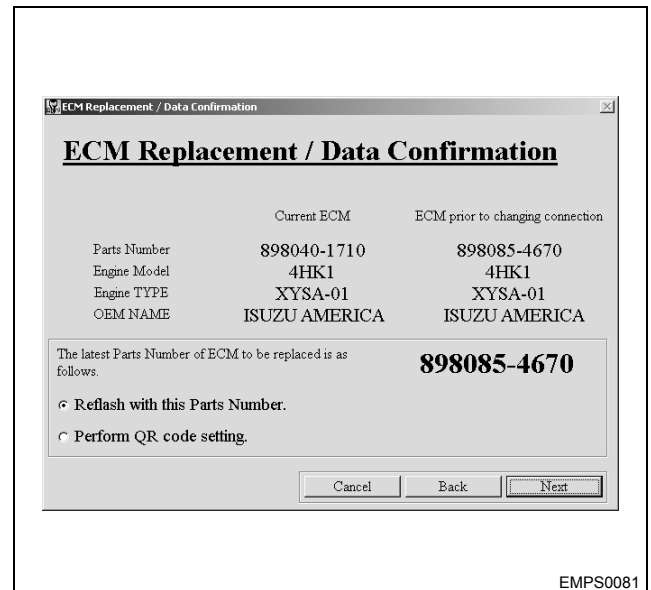 ECM Replacement / Data Confirmation
ECM Replacement / Data Confirmation
Current ECM ECM prior to changing connection
Parts Number 898040-1710 898085-4670
Engine Model 4HK1 4HK1
Engine TYPE XYSA-01 XYSA-01
OEM NAME ISUZU AMERICA ISUZU AMERICA
The latest Parts Number of ECM to be replaced is as
follows.
898085-4670
Reflash with this Parts Number.
Perform QR code setting.
Cancel Back Next
EMPS0081